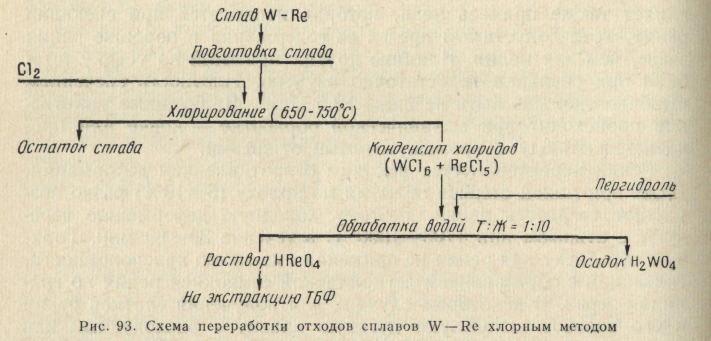 Сплав W-Re
Подготовка сплава
Cl2
Хлорирование (650-750°C)
Остаток сплава
Конденсат хлоридов
(WCl6 + ReCl5)
Пергидроль
Обработка водой Т:Ж = 1:10
Раствор HReO4
Осадок H2WO4
На экстракцию ТБФ
Рис. 93. Схема переработки отходов сплавов W—Re хлорным методом